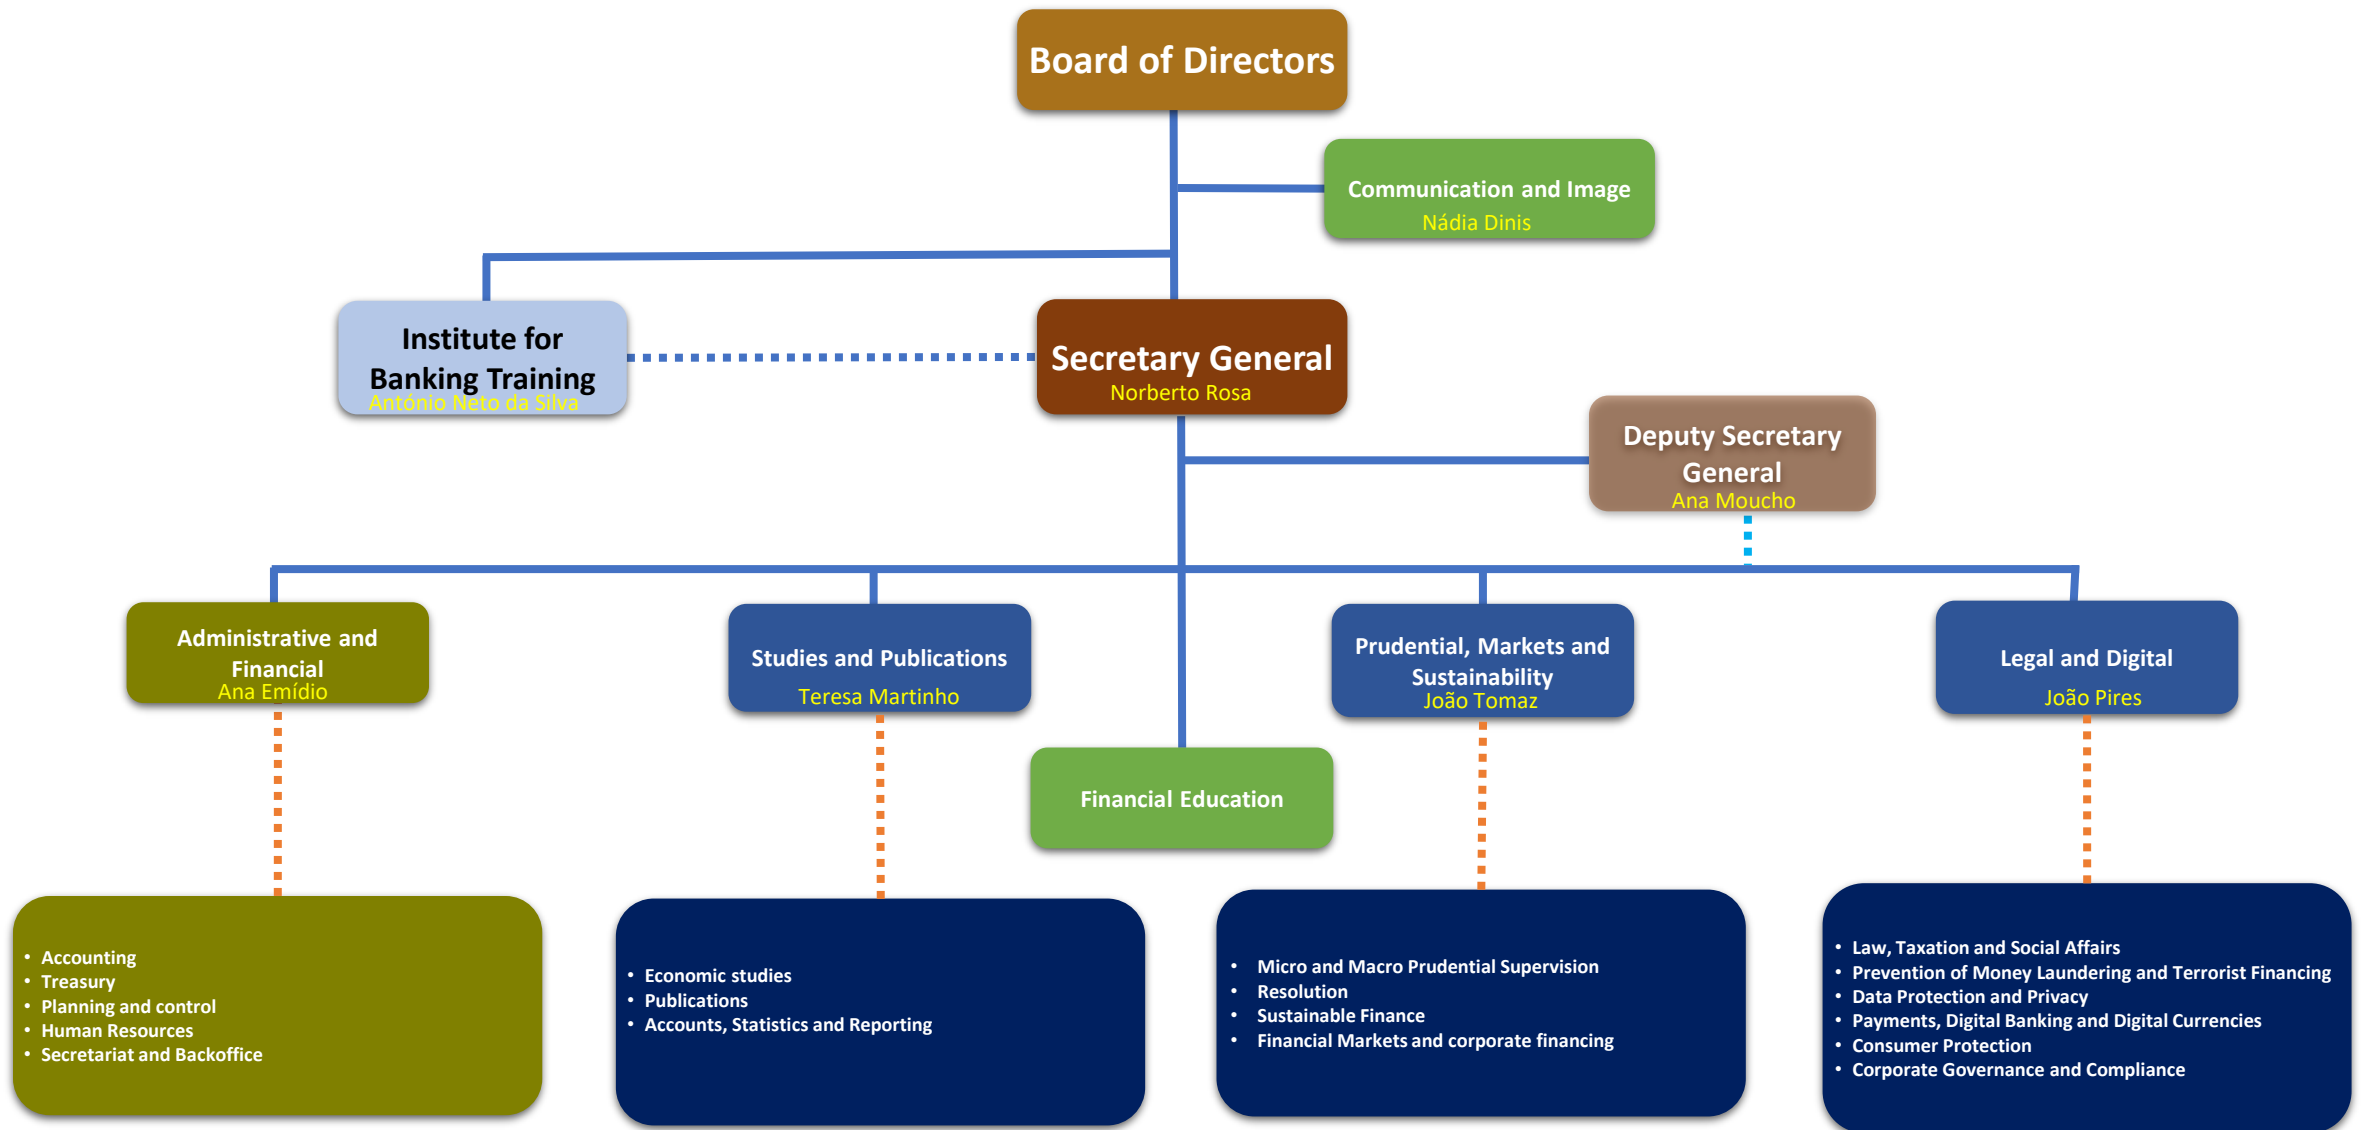 Board of Directors
Communication and Image
Nádia Dinis
Institute for
Banking Training
António Neto da Silva
Secretary General
Norberto Rosa
Deputy Secretary
General
Ana Moucho
Administrative and
Financial
Ana Emídio
Studies and Publications
Teresa Martinho
Prudential, Markets and
Sustainability
João Tomaz
Legal and Digital
João Pires
Financial Education
• Accounting
• Treasury
• Planning and control
• Human Resources
• Secretariat and Backoffice
• Economic studies
• Publications
• Accounts, Statistics and Reporting
• Micro and Macro Prudential Supervision
• Resolution
• Sustainable Finance
• Financial Markets and corporate financing
• Law, Taxation and Social Affairs
• Prevention of Money Laundering and Terrorist Financing
• Data Protection and Privacy
• Payments, Digital Banking and Digital Currencies
• Consumer Protection
• Corporate Governance and Compliance